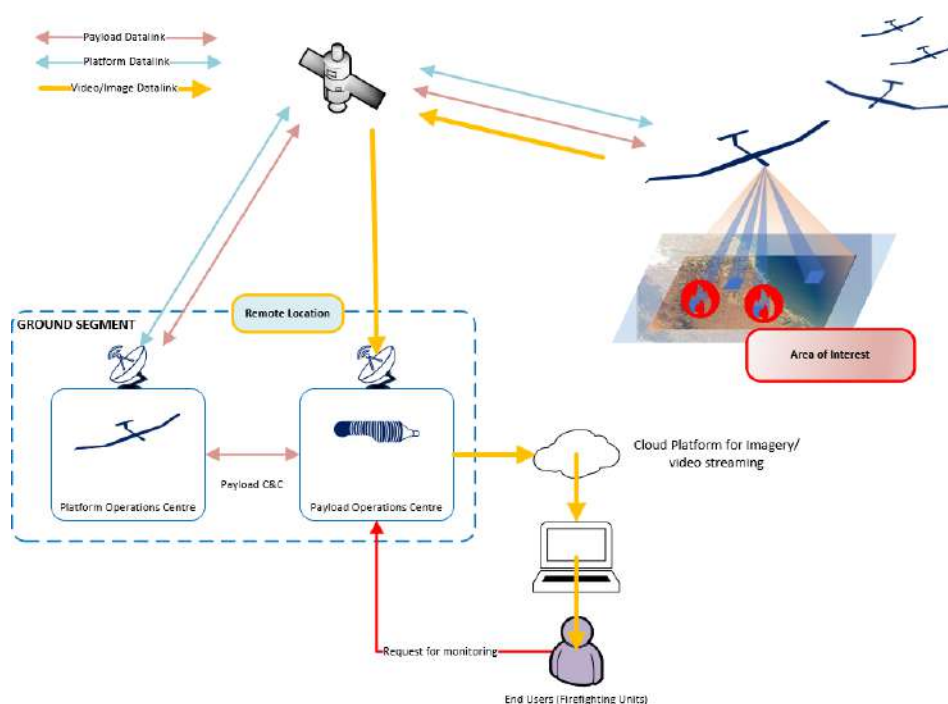 Payload Datalink
Platform Datalink
Video/Image Datalink
Remote Location
GROUND SEGMENT
Area of Interest
Cloud Platform for Imagery/
video streaming
Payload C&C
Platform Operations Centre
Payload Operations Centre
Request for monitoring
End Users (Firefighting Units)